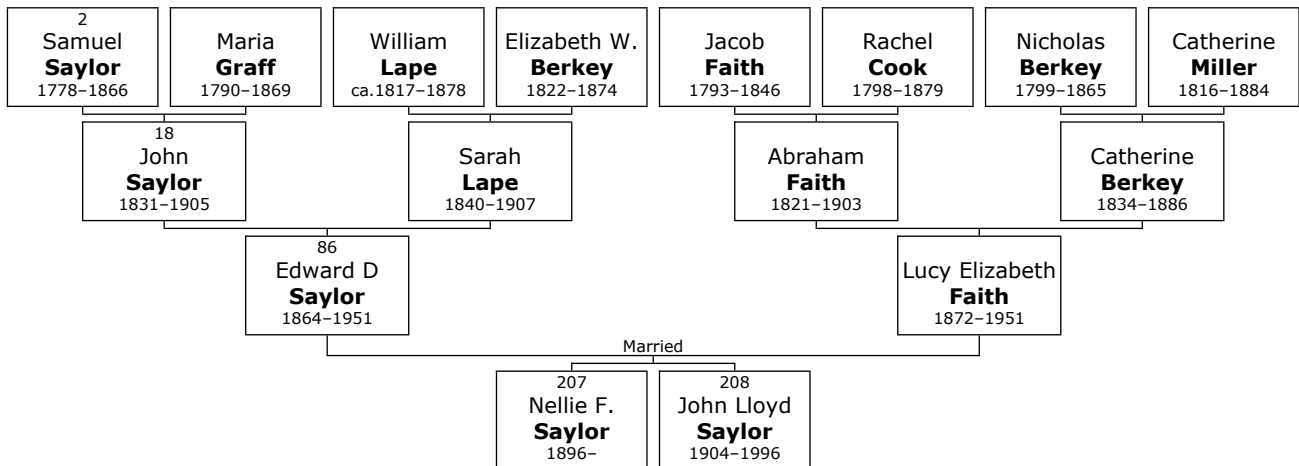 2
Samuel
Saylor
1778–1866
Maria
Graff
1790–1869
William
Lape
ca.1817–1878
Elizabeth W.
Berkey
1822–1874
Jacob
Faith
1793–1846
Rachel
Cook
1798–1879
Nicholas
Berkey
1799–1865
Catherine
Miller
1816–1884
18
John
Saylor
1831–1905
Sarah
Lape
1840–1907
Abraham
Faith
1821–1903
Catherine
Berkey
1834–1886
86
Edward D
Saylor
1864–1951
Lucy Elizabeth
Faith
1872–1951
Married
207
Nellie F.
Saylor
1896–
208
John Lloyd
Saylor
1904–1996